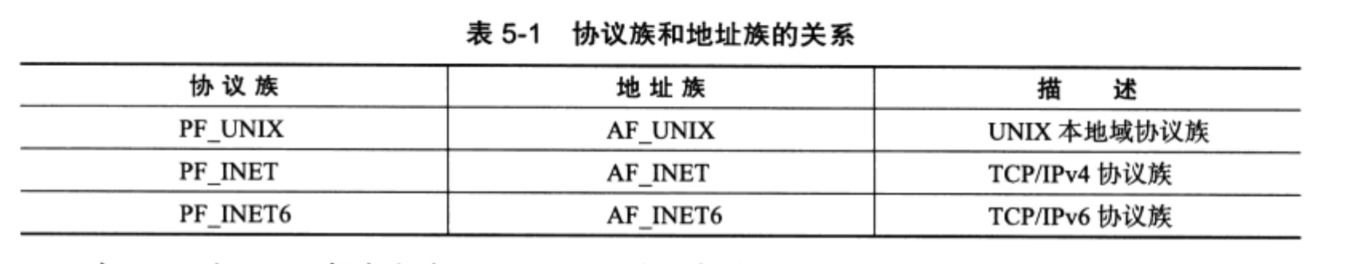 表 5-1 协议族和地址族的关系
协 议 族 地 址 族 描 述
PF_UNIX AF_UNIX UNIX 本地域协议族
PF_INET AF_INET TCP/IPv4 协议族
PF_INET6 AF_INET6 TCP/IPv6 协议族